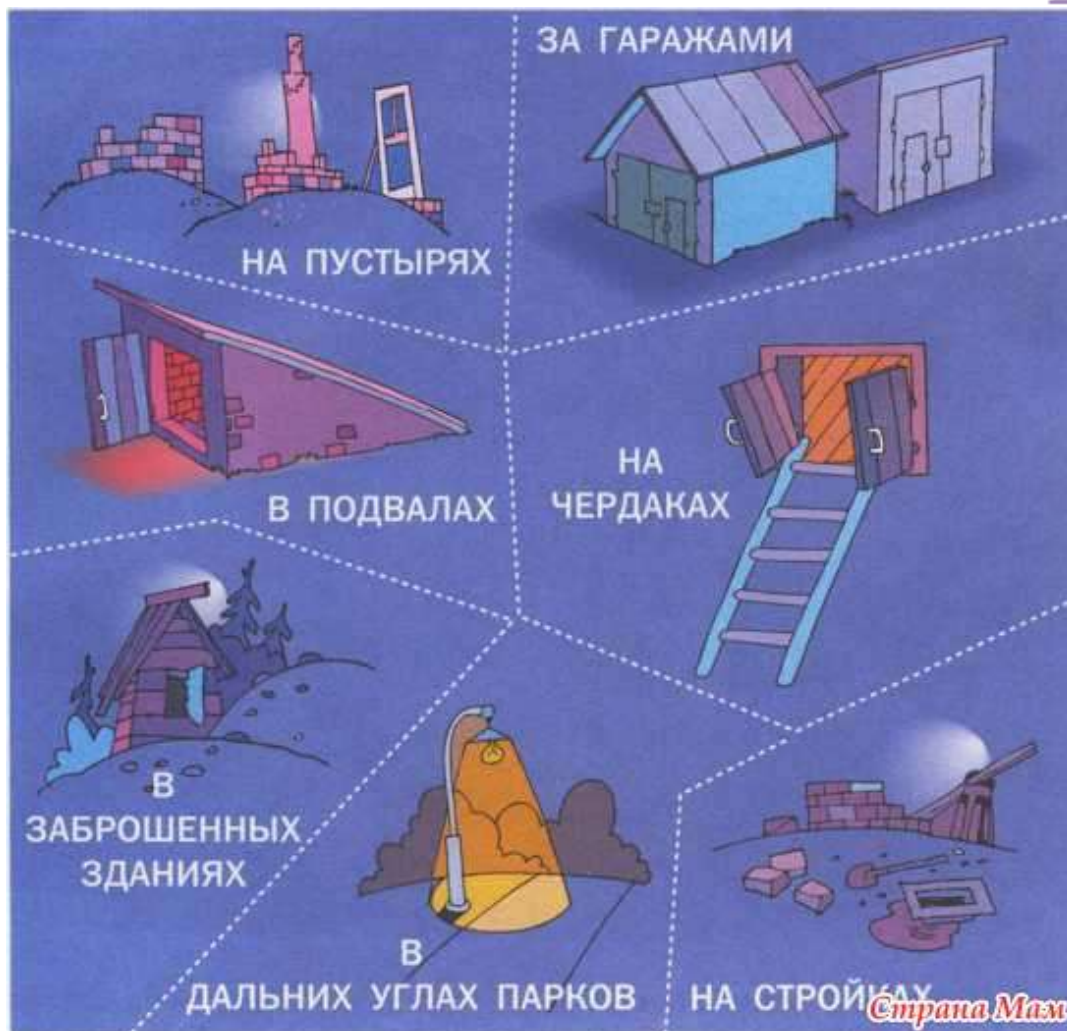 ЗА ГАРАЖАМИ
НА ПУСТЫРЯХ
В ПОДВАЛАХ
НА
ЧЕРДАКАХ
В
ЗАБРОШЕННЫХ
ЗДАНИЯХ
В
ДАЛЬНИХ УГЛАХ ПАРКОВ
НА СТРОЙКАХ
Страна Мам